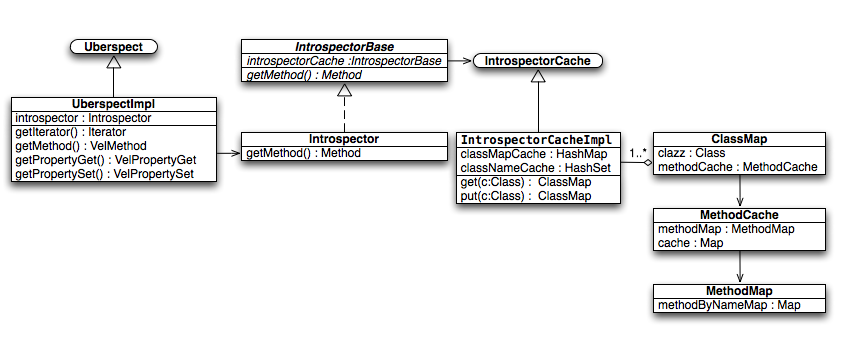 Uberspect
UberspectImpl
introspector : Introspector
getIterator() : Iterator
getMethod() : VelMethod
getPropertyGet() : VelPropertyGet
getPropertySet() : VelPropertySet
IntrospectorBase
introspectorCache :IntrospectorBase
getMethod() : Method
Introspector
getMethod() : Method
IntrospectorCache
IntrospectorCacheImpl
classMapCache : HashMap
classNameCache : HashSet
get(c:Class) : ClassMap
put(c:Class) : ClassMap
1..*
ClassMap
clazz : Class
methodCache : MethodCache
MethodCache
methodMap : MethodMap
cache : Map
MethodMap
methodByNameMap : Map